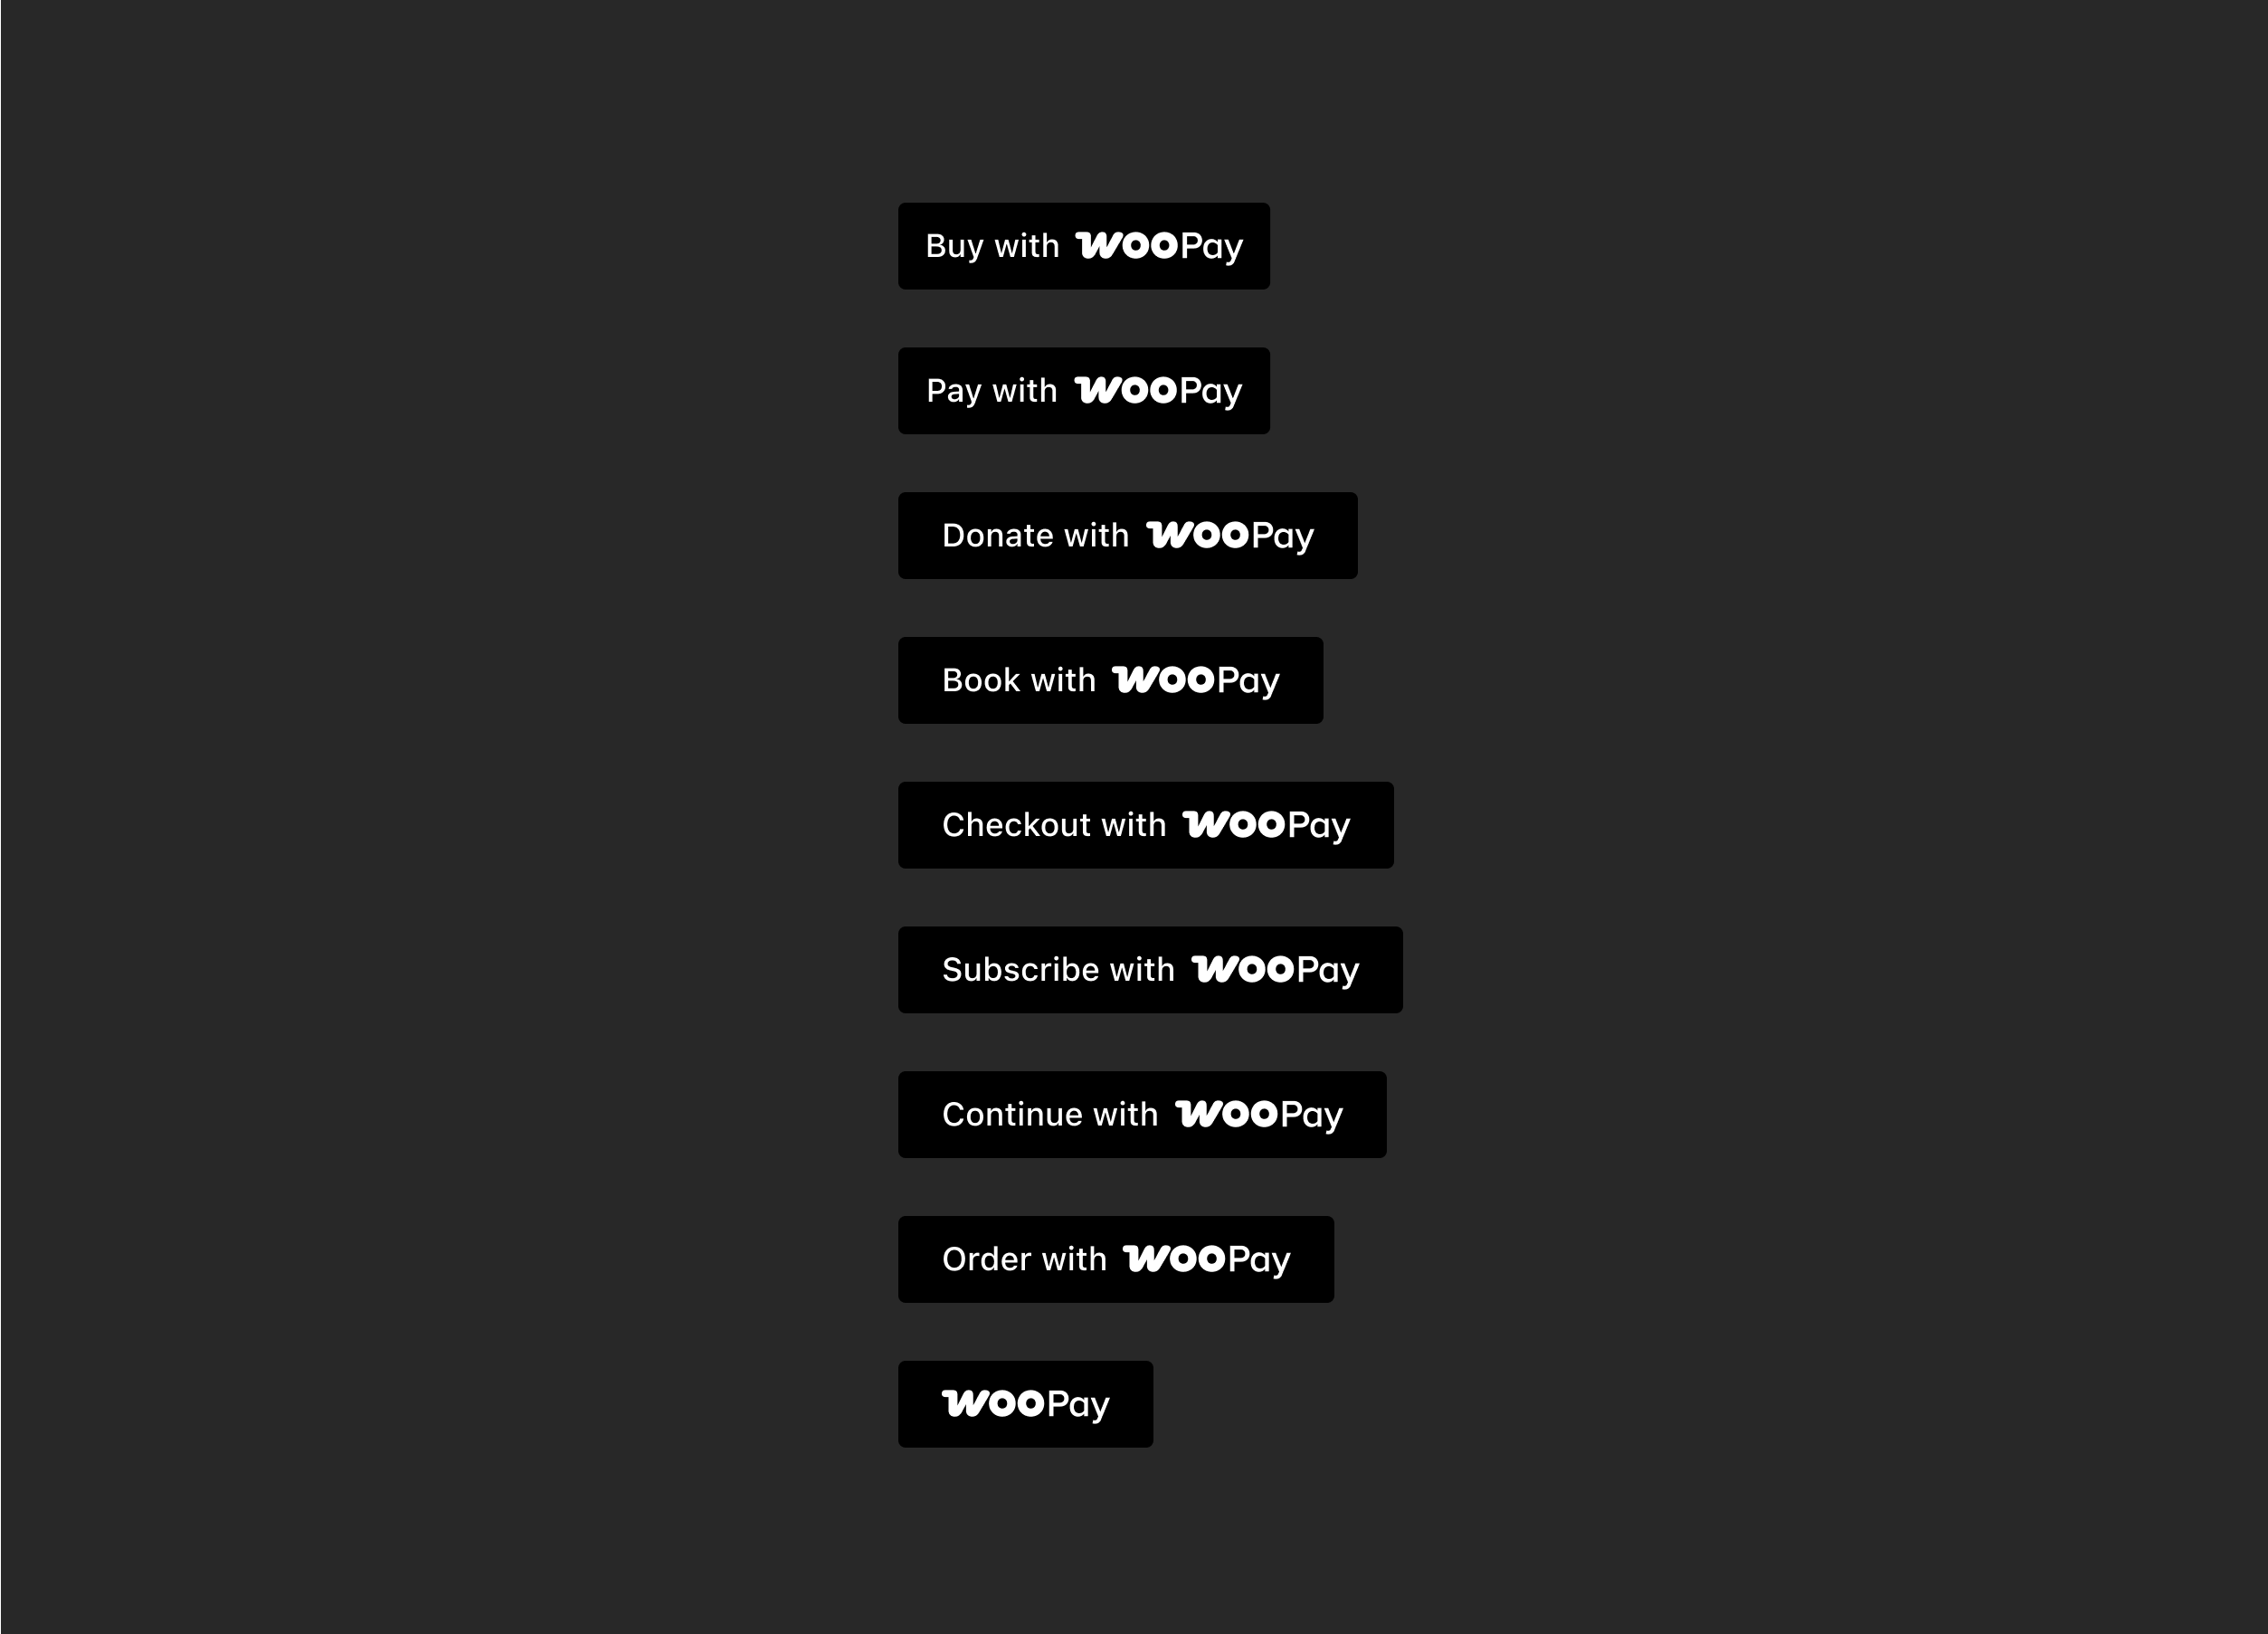 Buy with WOOPay
Pay with WOOPay
Donate with WOOPay
Book with WOOPay
Checkout with WOOPay
Subscribe with WOOPay
Continue with WOOPay
Order with WOOPay
WOOPay